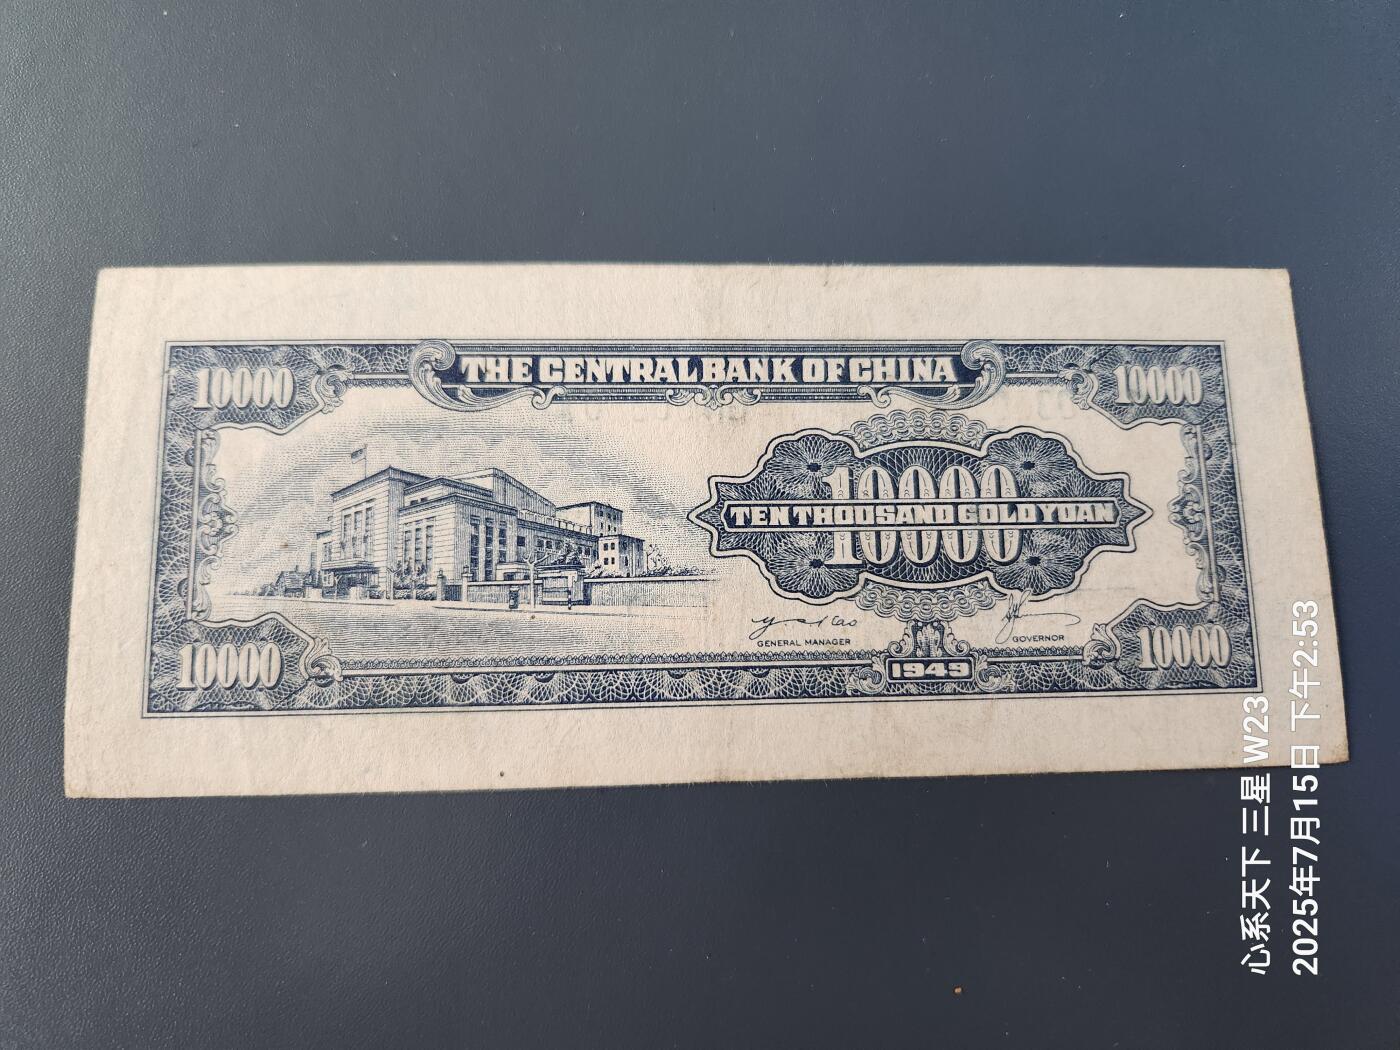 THE CENTRAL BANK OF CHINA
10000
10000
10000
TEN THOUSAND GOLD YUAN
10000
GENERAL MANAGER
GOVERNOR
10000
1949
10000
心系天下 三星 W23
2025年7月15日 下午2:53